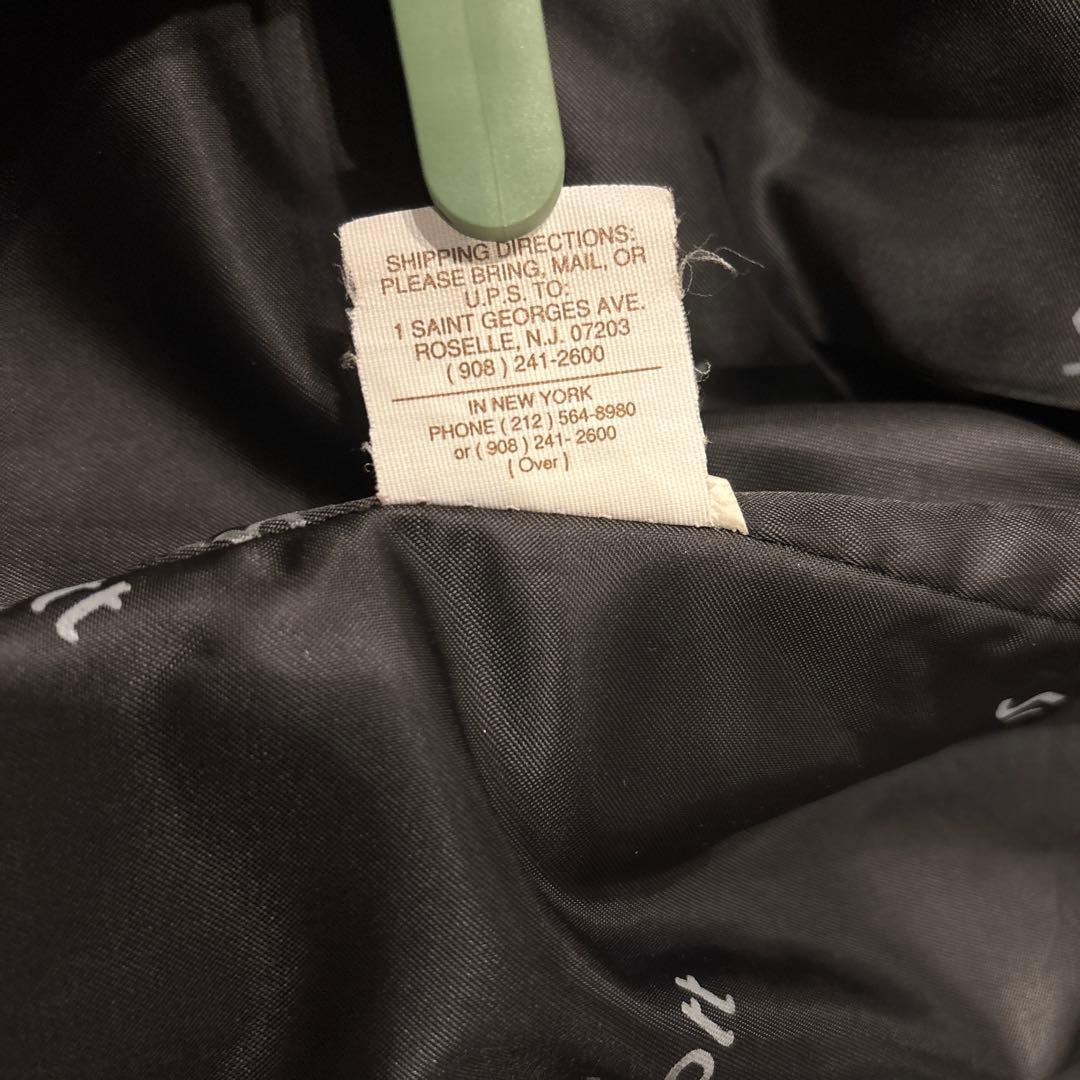 SHIPPING DIRECTIONS:
PLEASE BRING, MAIL, OR
U.P.S. TO:
1 SAINT GEORGES AVE.
ROSELLE, N.J. 07203
( 908 ) 241-2600
IN NEW YORK
PHONE ( 212 ) 564-8980
or ( 908 ) 241- 2600
( Over )
ott